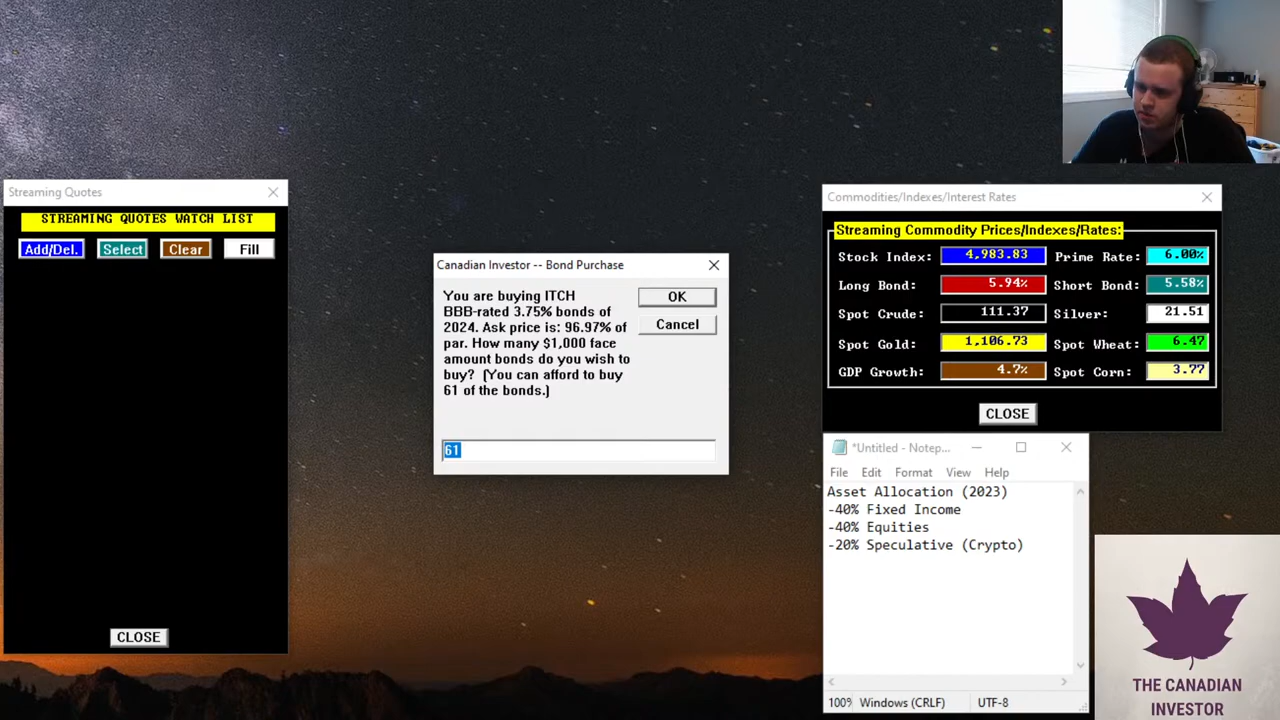 Streaming Quotes
STREAMING QUOTES WATCH LIST
Add/Del. Select Clear Fill
CLOSE
Canadian Investor -- Bond Purchase
You are buying ITCH
BBB-rated 3.75% bonds of
2024. Ask price is: 96.97% of
par. How many $1,000 face
amount bonds do you wish to
buy? (You can afford to buy
61 of the bonds.)
OK
Cancel
61
Commodities/Indexes/Interest Rates
Streaming Commodity Prices/Indexes/Rates:
Stock Index: 4,983.83 Prime Rate: 6.00%
Long Bond: 5.94% Short Bond: 5.58%
Spot Crude: 111.37 Silver: 21.51
Spot Gold: 1,106.73 Spot Wheat: 6.47
GDP Growth: 4.7% Spot Corn: 3.77
CLOSE
*Untitled - Notep...
File Edit Format View Help
Asset Allocation (2023)
-40% Fixed Income
-40% Equities
-20% Speculative (Crypto)
100% Windows (CRLF) UTF-8
THE CANADIAN
INVESTOR